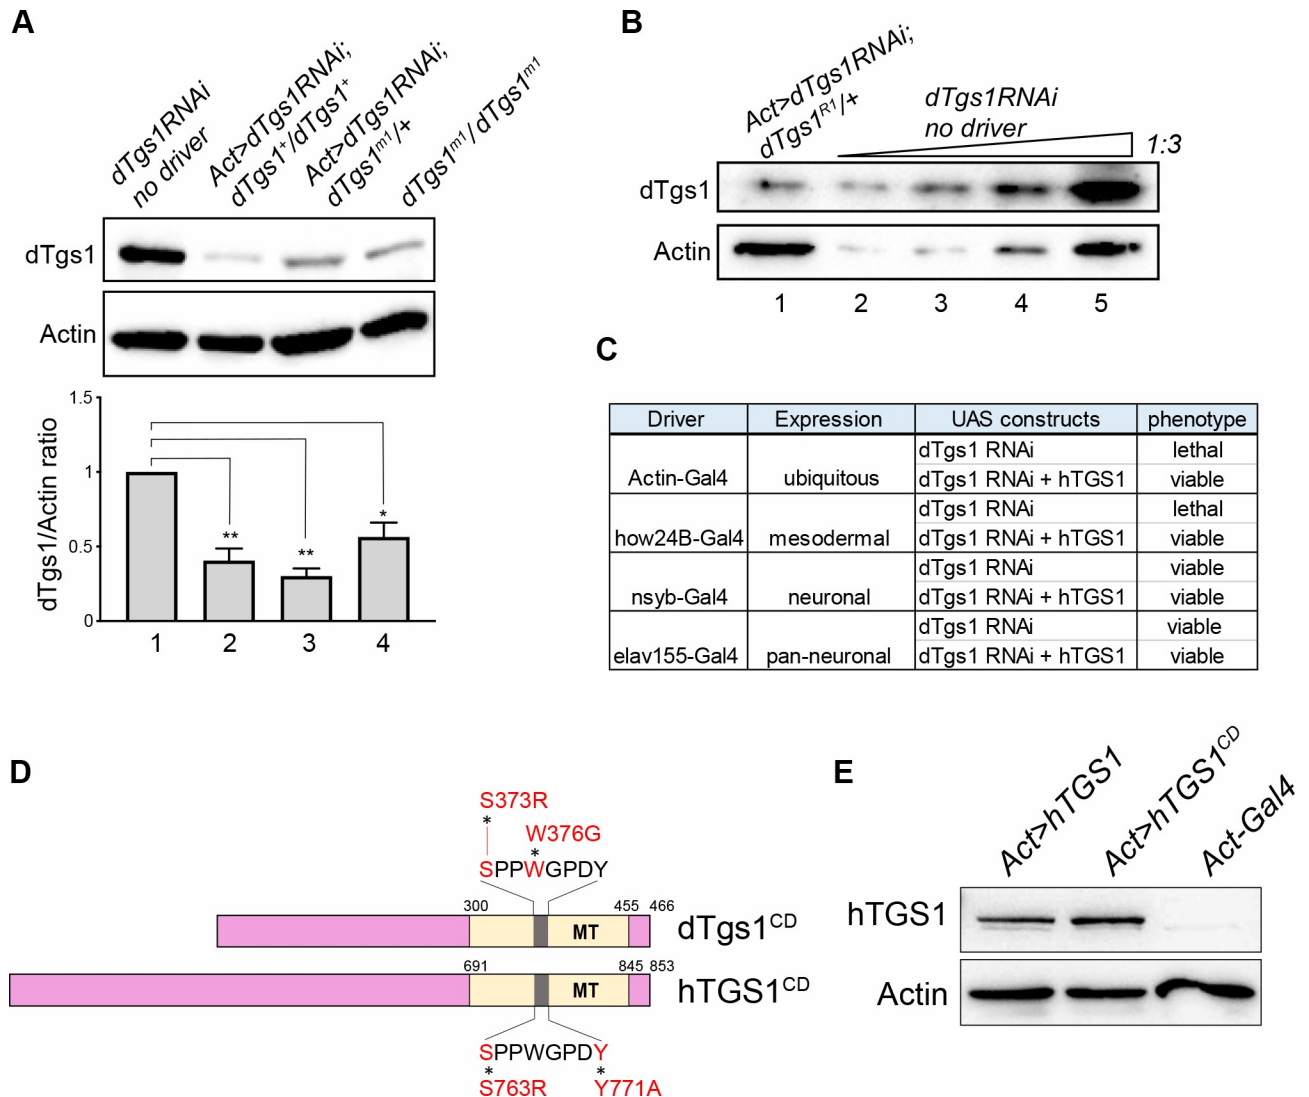 A
dTgs1RNAi
no driver
Act>dTgs1RNAi;
dTgs1+/dTgs1+
Act>dTgs1RNAi;
dTgs1m1/+
dTgs1m1/dTgs1m1
dTgs1
Actin
dTgs1/Actin ratio
1.5
1
0.5
0
**
**
*
1 2 3 4
B
Act>dTgs1RNAi;
dTgs1R1/+
dTgs1RNAi
no driver
1:3
dTgs1
Actin
1 2 3 4 5
C
Driver Expression UAS constructs phenotype
Actin-Gal4 ubiquitous dTgs1 RNAi lethal
dTgs1 RNAi + hTGS1 viable
how24B-Gal4 mesodermal dTgs1 RNAi lethal
dTgs1 RNAi + hTGS1 viable
nsyb-Gal4 neuronal dTgs1 RNAi viable
dTgs1 RNAi + hTGS1 viable
elav155-Gal4 pan-neuronal dTgs1 RNAi viable
dTgs1 RNAi + hTGS1 viable
D
S373R
*
W376G
*
SPPWGPDY
300 455 466
MT
dTgs1CD
691 845 853
MT
hTGS1CD
SPPWGPDY
* *
S763R Y771A
E
Act>hTGS1
Act>hTGS1CD
Act-Gal4
hTGS1
Actin